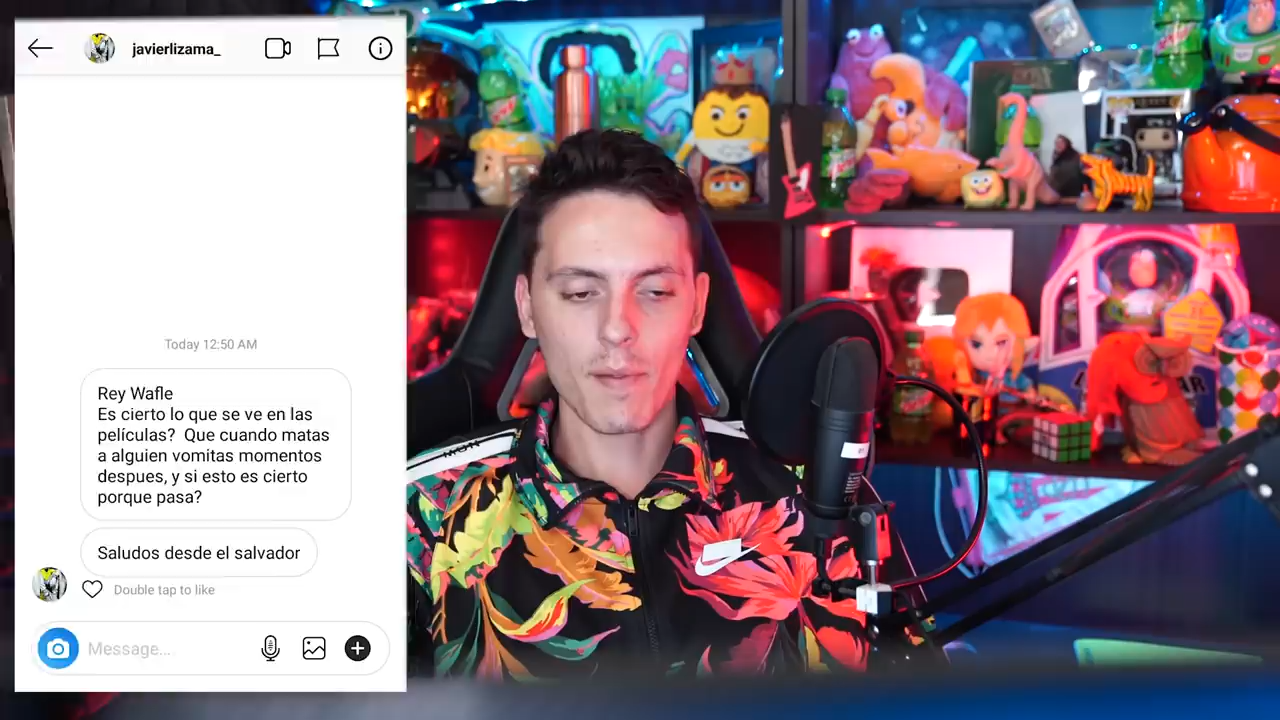 javierlizama_
Today 12:50 AM
Rey Wafle
Es cierto lo que se ve en las
películas? Que cuando matas
a alguien vomitas momentos
despues, y si esto es cierto
porque pasa?
Saludos desde el salvador
Double tap to like
Message...